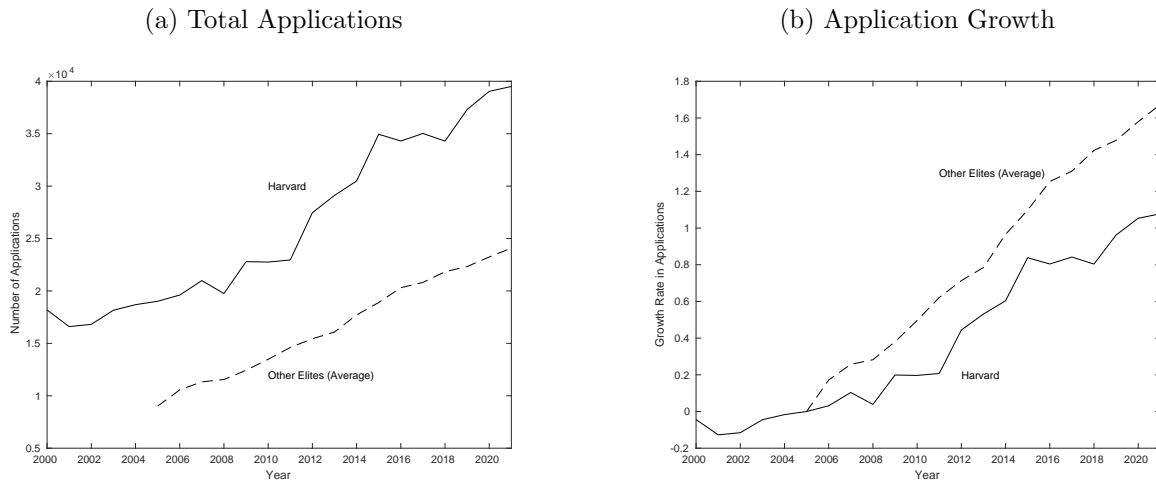 (a) Total Applications
×10⁴
4
3.5
3
2.5
2
1.5
1
0.5
Number of Applications
Harvard
Other Elites (Average)
2000 2002 2004 2006 2008 2010 2012 2014 2016 2018 2020
Year
(b) Application Growth
1.8
1.6
1.4
1.2
1
0.8
0.6
0.4
0.2
0
-0.2
Growth Rate in Applications
Other Elites (Average)
Harvard
2000 2002 2004 2006 2008 2010 2012 2014 2016 2018 2020
Year